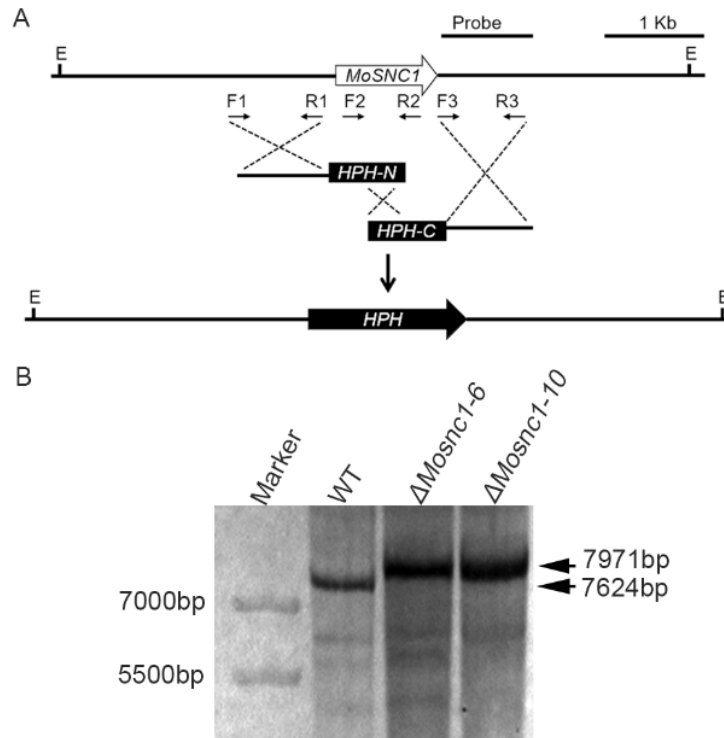 A
Probe 1 Kb
E MoSNC1 E
F1 R1 F2 R2 F3 R3
HPH-N
HPH-C
E HPH E
B
Marker WT ΔMosnc1-6 ΔMosnc1-10
7971bp
7624bp
7000bp
5500bp